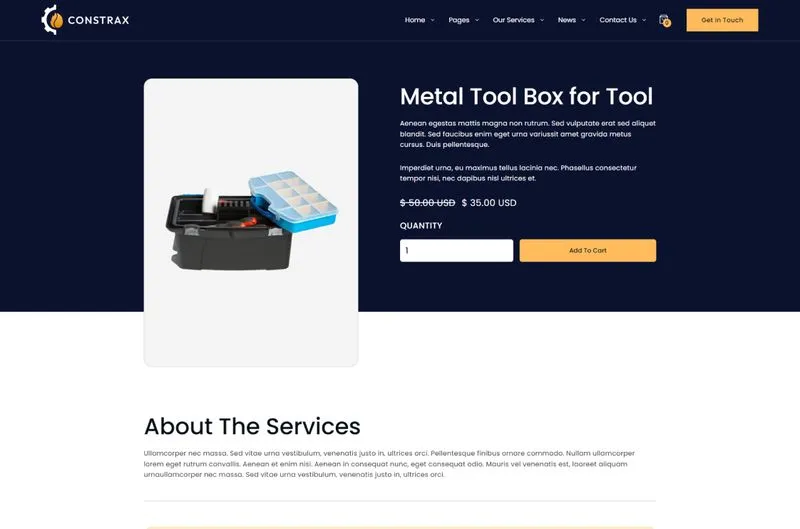 CONSTRAX
Home Pages Our Services News Contact Us Get In Touch
Metal Tool Box for Tool
Aenean egestas mattis magna non rutrum. Sed vulputate erat sed aliquet
blandit. Sed faucibus enim eget urna variussit amet gravida metus
cursus. Duis pellentesque.
Imperdiet urna, eu maximus tellus lacinia nec. Phasellus consectetur
tempor nisi, nec dapibus nisl ultrices et.
$ 50.00 USD $ 35.00 USD
QUANTITY
1 Add To Cart
About The Services
Ullamcorper nec massa. Sed vitae urna vestibulum, venenatis justo in, ultrices orci. Pellentesque finibus ornare commodo. Nullam ullamcorper
lorem eget rutrum convallis. Aenean et enim nisi. Aenean in consequat nunc, eget consequat odio. Mauris vel venenatis est, laoreet aliquam
urnaullamcorper nec massa. Sed vitae urna vestibulum, venenatis justo in, ultrices orci.